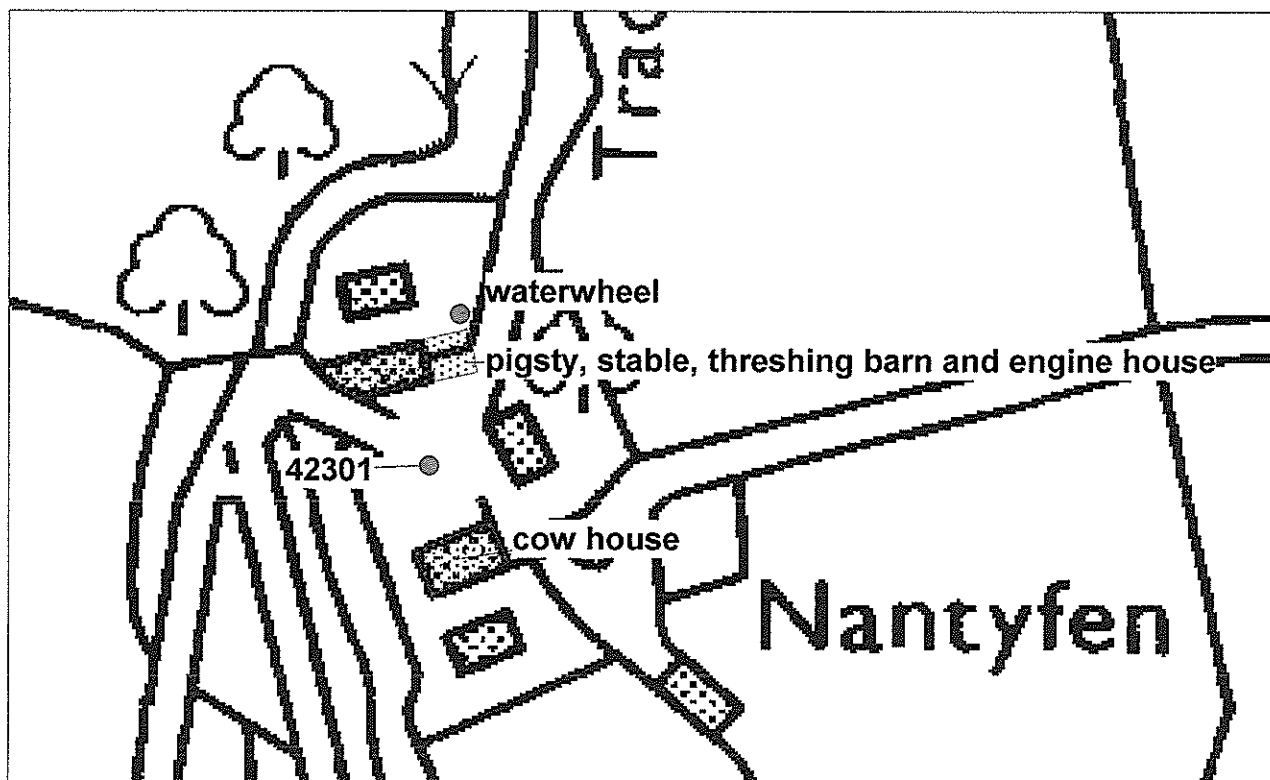 Trac
waterwheel
pigsty, stable, threshing barn and engine house
42301
cow house
Nantyfen